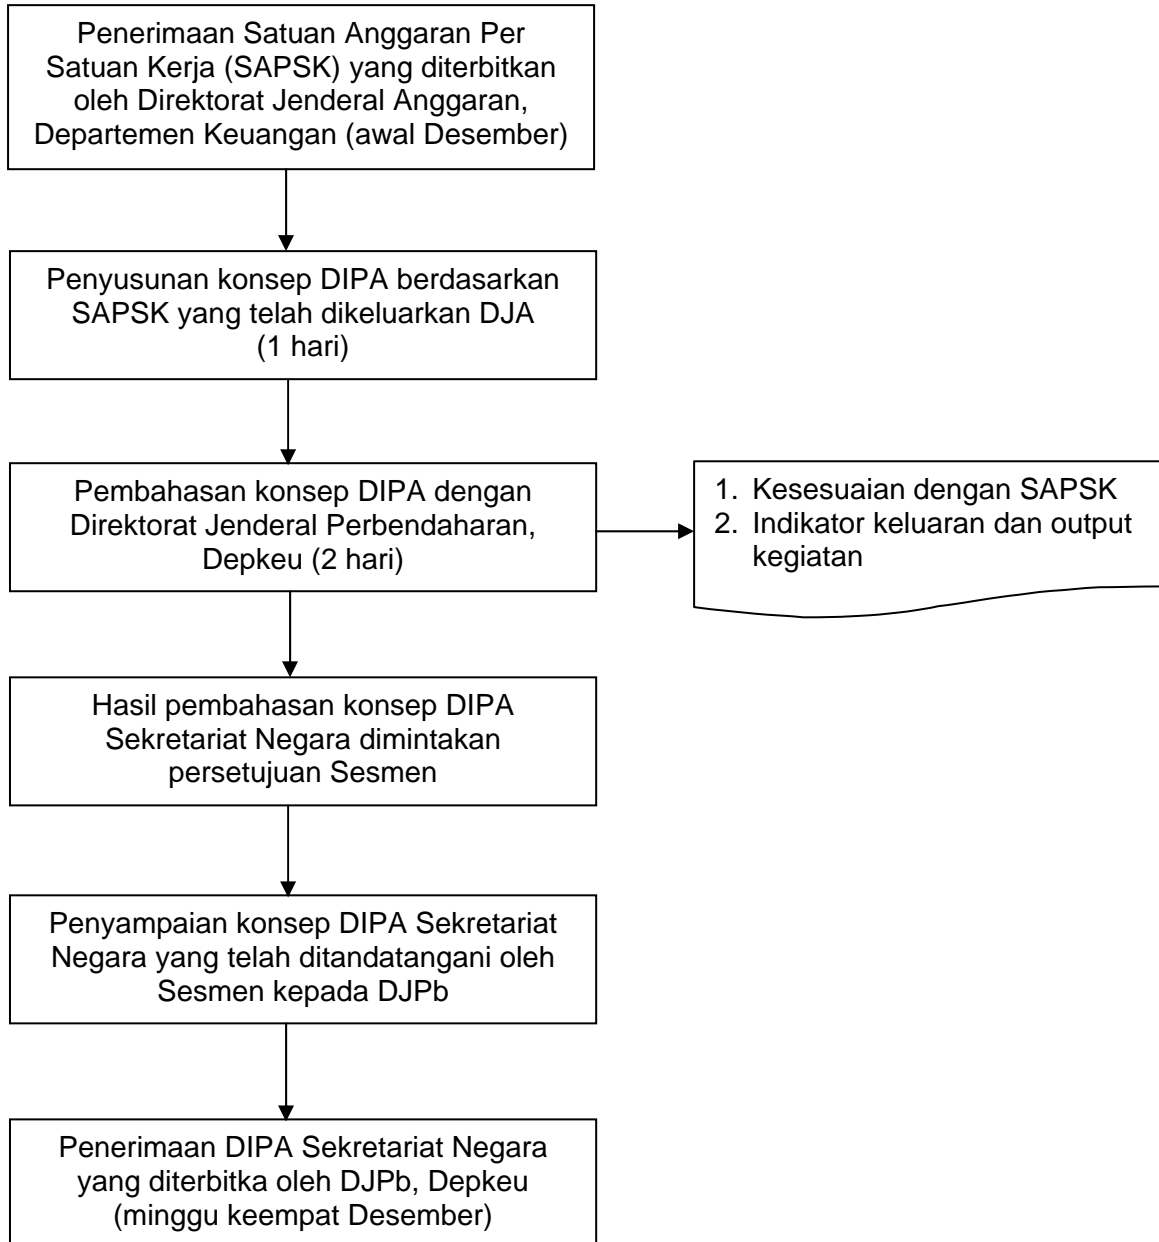 Penerimaan Satuan Anggaran Per
Satuan Kerja (SAPSK) yang diterbitkan
oleh Direktorat Jenderal Anggaran,
Departemen Keuangan (awal Desember)
Penyusunan konsep DIPA berdasarkan
SAPSK yang telah dikeluarkan DJA
(1 hari)
Pembahasan konsep DIPA dengan
Direktorat Jenderal Perbendaharan,
Depkeu (2 hari)
1. Kesesuaian dengan SAPSK
2. Indikator keluaran dan output
kegiatan
Hasil pembahasan konsep DIPA
Sekretariat Negara dimintakan
persetujuan Sesmen
Penyampaian konsep DIPA Sekretariat
Negara yang telah ditandatangani oleh
Sesmen kepada DJPb
Penerimaan DIPA Sekretariat Negara
yang diterbitka oleh DJPb, Depkeu
(minggu keempat Desember)